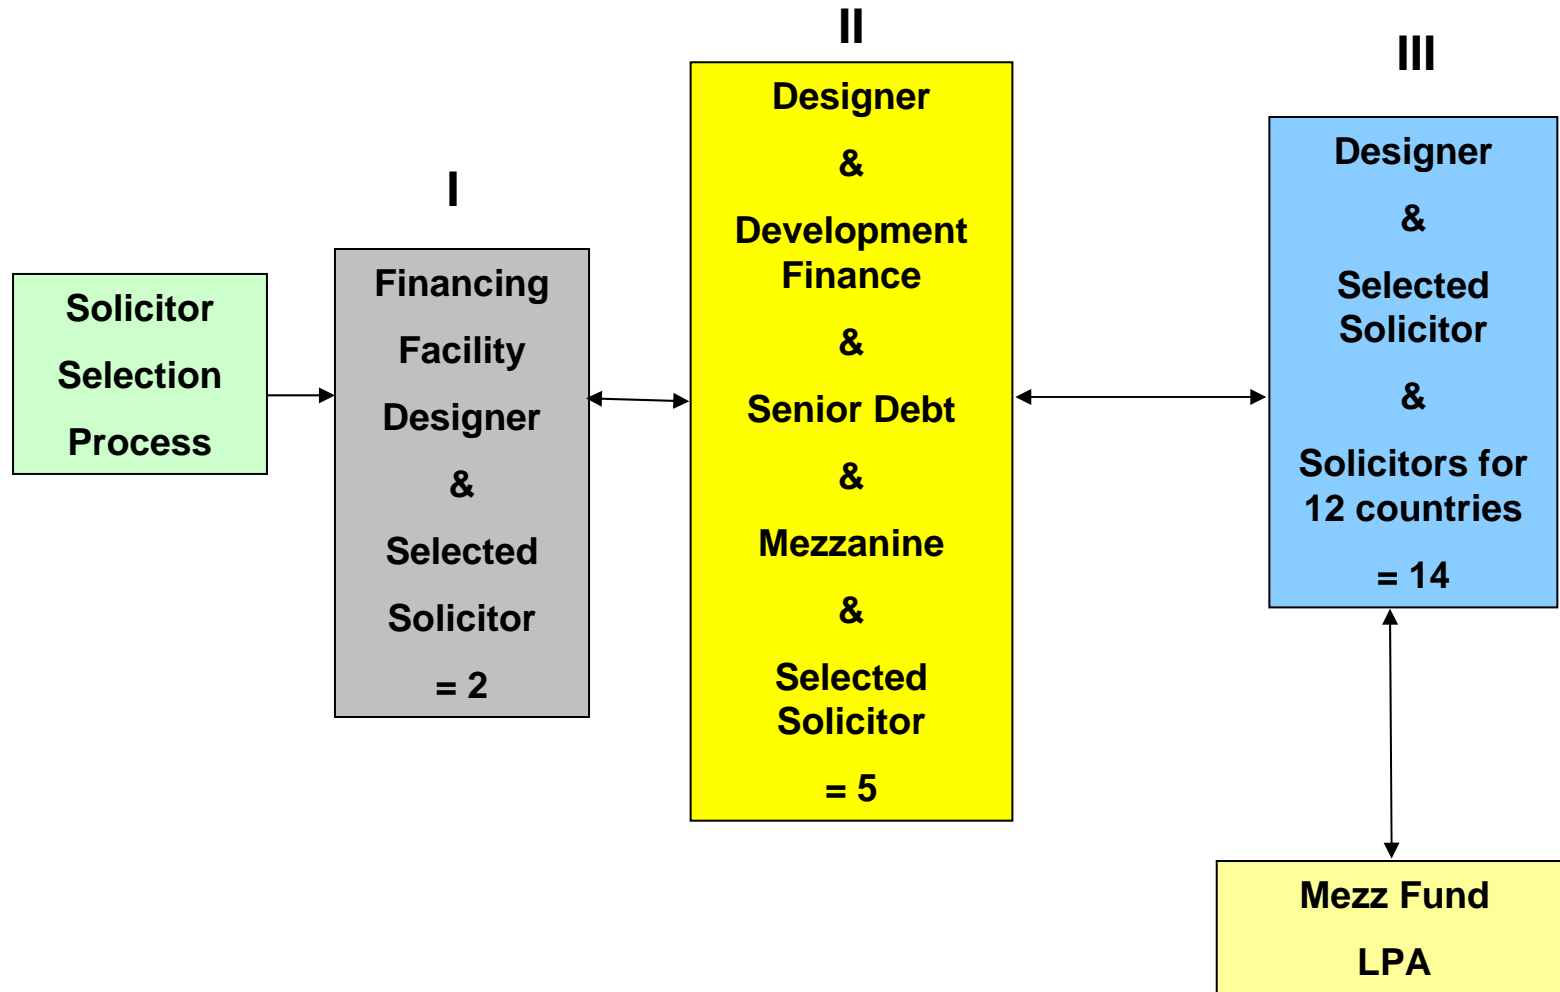 Solicitor
Selection
Process
I
Financing
Facility
Designer
&
Selected
Solicitor
= 2
II
Designer
&
Development
Finance
&
Senior Debt
&
Mezzanine
&
Selected
Solicitor
= 5
III
Designer
&
Selected
Solicitor
&
Solicitors for
12 countries
= 14
Mezz Fund
LPA